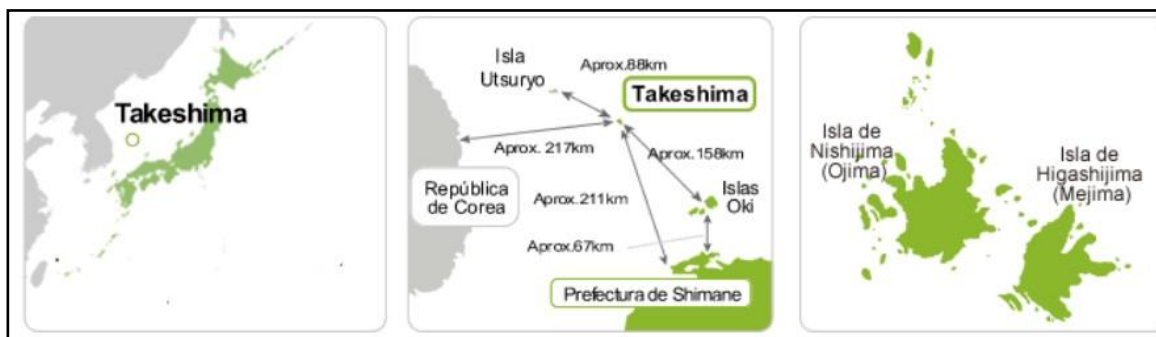 Takeshima
Isla
Utsuryo
Aprox.88km
Takeshima
Aprox. 217km
Aprox.158km
República
de Corea
Aprox.211km
Islas
Oki
Aprox.67km
Prefectura de Shimane
Isla de
Nishijima
(Ojima)
Isla de
Higashijima
(Mejima)